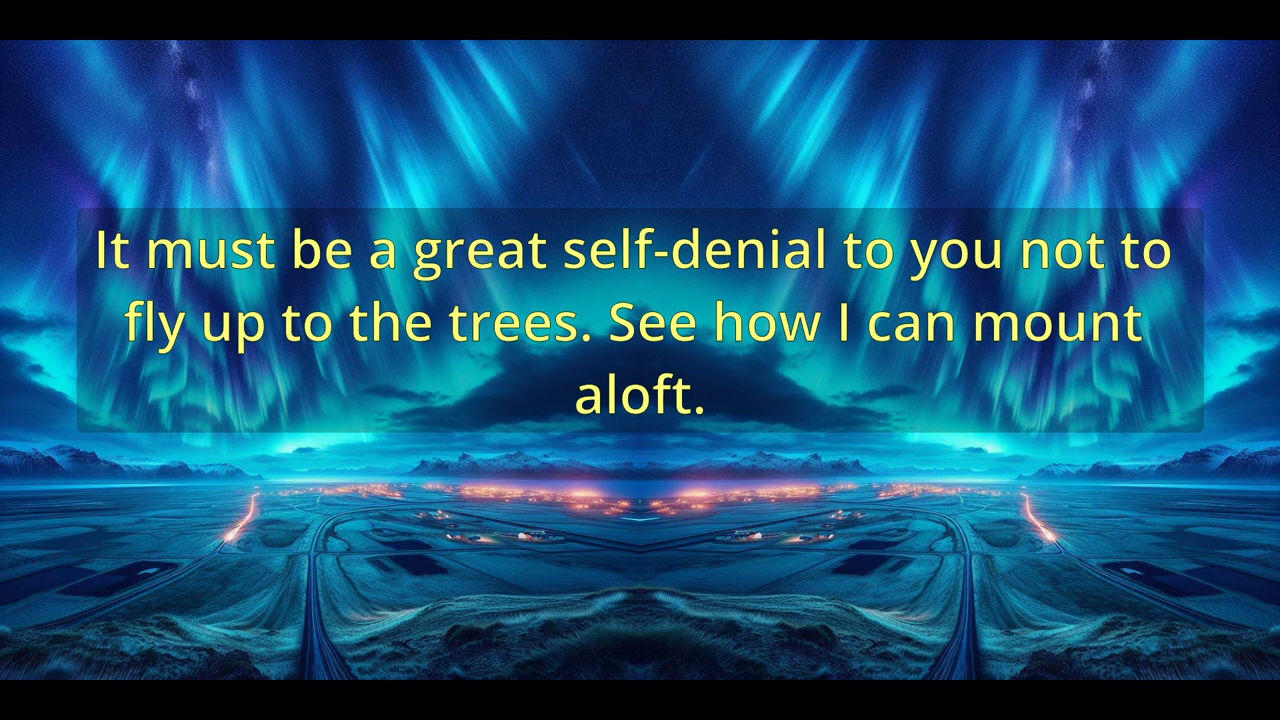 It must be a great self-denial to you not to
fly up to the trees. See how I can mount
aloft.